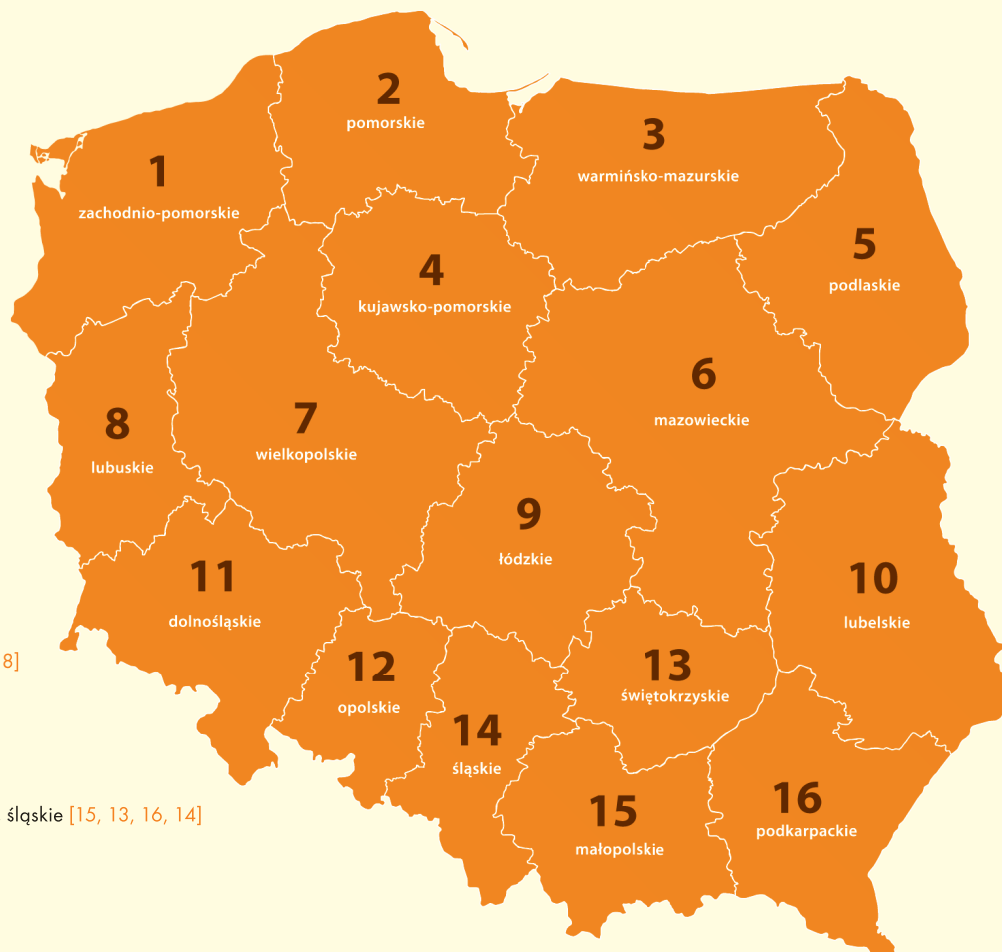 2
pomorskie
3
warmińsko-mazurskie
1
zachodnio-pomorskie
5
podlaskie
4
kujawsko-pomorskie
6
mazowieckie
7
wielkopolskie
8
lubuskie
9
łódzkie
10
lubelskie
11
dolnośląskie
12
opolskie
13
świętokrzyskie
8]
14
śląskie
15
małopolskie
16
podkarpackie
śląskie [15, 13, 16, 14]